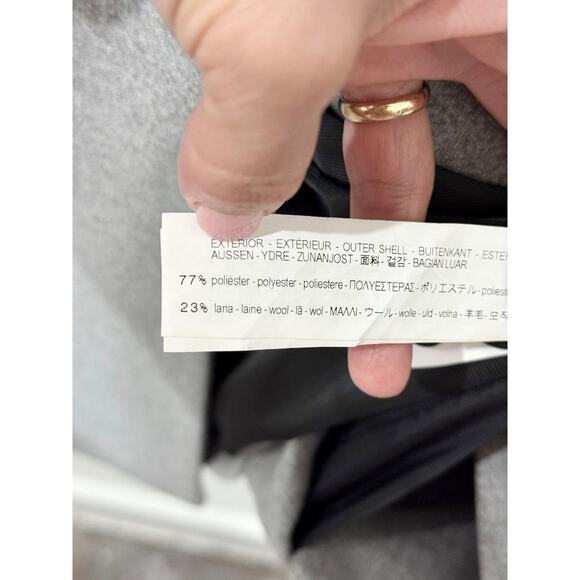 EXTERIOR - EXTÉRIEUR - OUTER SHELL - BUITENKANT - ESTER
AUSSEN - YDRE - ZUNANJOST - 面料 - 겉감 - BAGIAN LUAR
77% poliéster - polyester - poliestere - ΠΟΛΥΕΣΤΕΡΑΣ - ポリエステル - poliest
23% lana - laine - wool - lã - wol - ΜΑΛΛΙ - ウール - wolle - uld - volna - 羊毛 - 모